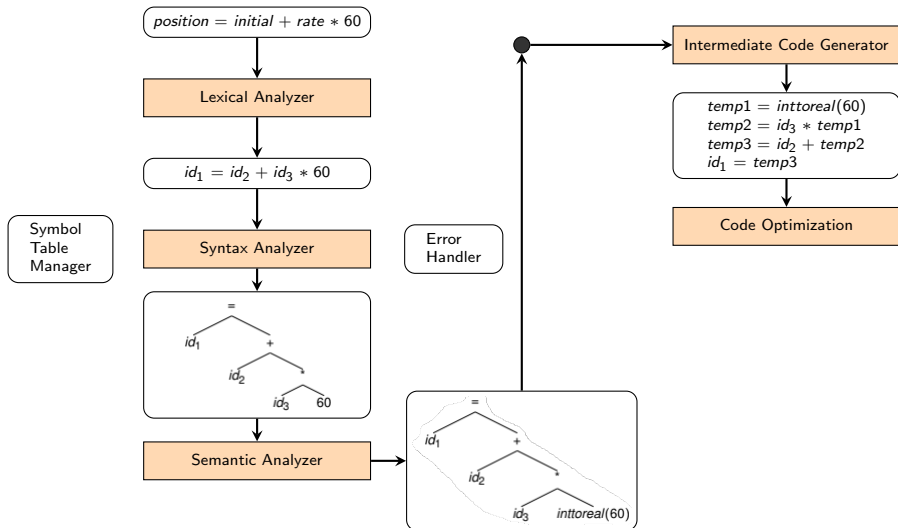 position = initial + rate * 60
Lexical Analyzer
id₁ = id₂ + id₃ * 60
Symbol
Table
Manager
Syntax Analyzer
=
id₁ +
id₂ *
id₃ 60
Semantic Analyzer
Error
Handler
=
id₁ +
id₂ *
id₃ inttoreal(60)
Intermediate Code Generator
temp1 = inttoreal(60)
temp2 = id₃ * temp1
temp3 = id₂ + temp2
id₁ = temp3
Code Optimization